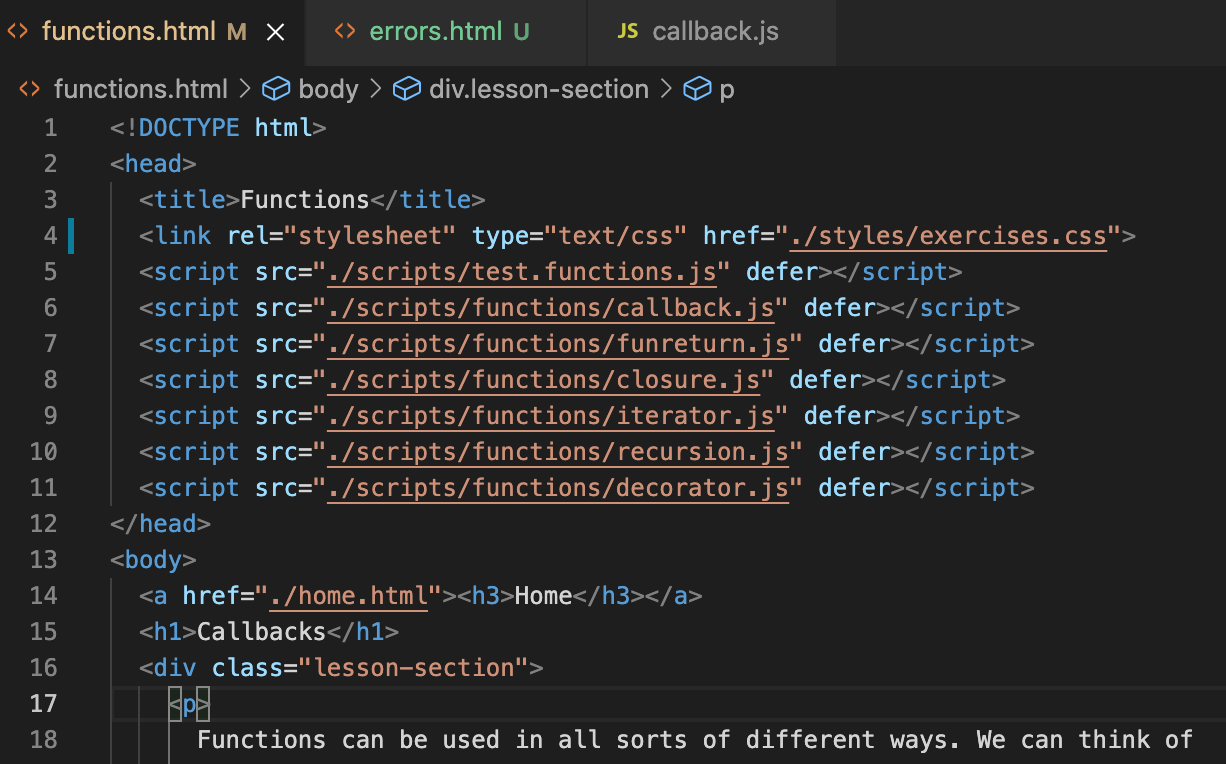 functions.html M
errors.html U
JS callback.js
functions.html > body > div.lesson-section > p
1 <!DOCTYPE html>
2 <head>
3 <title>Functions</title>
4 <link rel="stylesheet" type="text/css" href="./styles/exercises.css">
5 <script src="./scripts/test.functions.js" defer></script>
6 <script src="./scripts/functions/callback.js" defer></script>
7 <script src="./scripts/functions/funreturn.js" defer></script>
8 <script src="./scripts/functions/closure.js" defer></script>
9 <script src="./scripts/functions/iterator.js" defer></script>
10 <script src="./scripts/functions/recursion.js" defer></script>
11 <script src="./scripts/functions/decorator.js" defer></script>
12 </head>
13 <body>
14 <a href="./home.html"><h3>Home</h3></a>
15 <h1>Callbacks</h1>
16 <div class="lesson-section">
17 <p>
18 Functions can be used in all sorts of different ways. We can think of